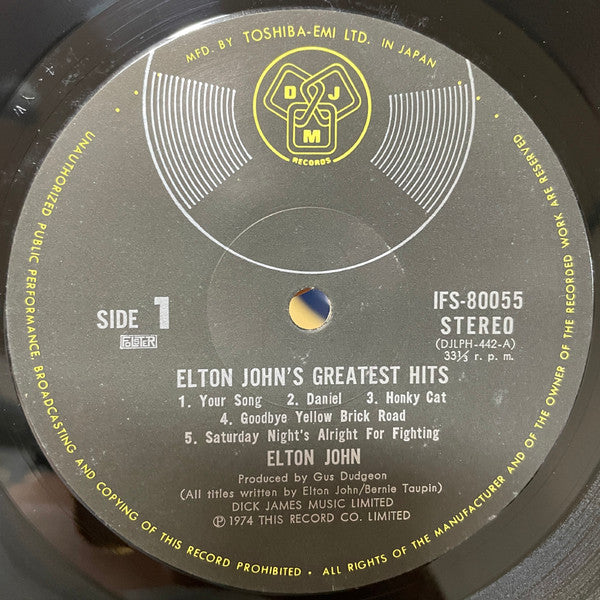 MFD. BY TOSHIBA-EMI LTD. IN JAPAN
D J
M
RECORDS
UNAUTHORIZED PUBLIC PERFORMANCE, BROADCASTING AND COPYING OF THIS RECORD PROHIBITED • ALL RIGHTS OF THE MANUFACTURER AND OF THE OWNER OF THE RECORDED WORK ARE RESERVED
SIDE 1
IFS-80055
STEREO
(DJLPH-442-A)
33⅓ r. p. m.
ELTON JOHN'S GREATEST HITS
1. Your Song 2. Daniel 3. Honky Cat
4. Goodbye Yellow Brick Road
5. Saturday Night's Alright For Fighting
ELTON JOHN
Produced by Gus Dudgeon
(All titles written by Elton John/Bernie Taupin)
DICK JAMES MUSIC LIMITED
Ⓟ 1974 THIS RECORD CO. LIMITED